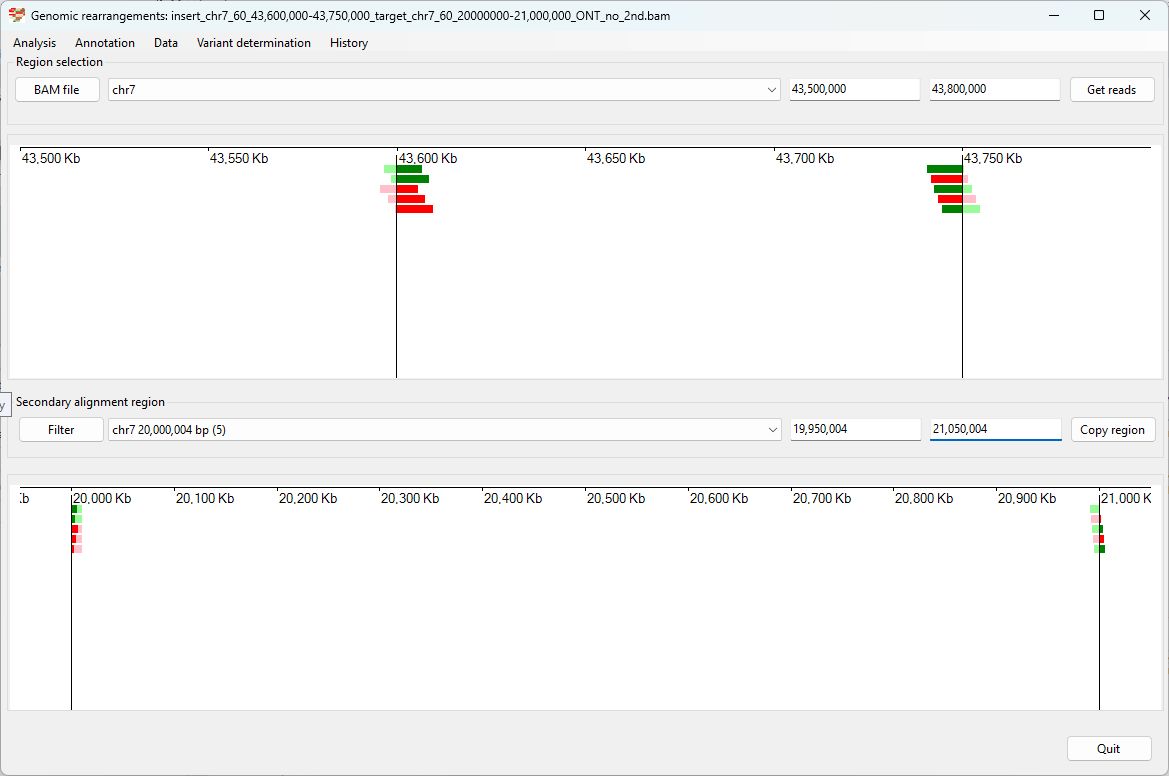 Genomic rearrangements: insert_chr7_60_43,600,000-43,750,000_target_chr7_60_20000000-21,000,000_ONT_no_2nd.bam
Analysis Annotation Data Variant determination History
Region selection
BAM file chr7 43,500,000 43,800,000 Get reads
43,500 Kb 43,550 Kb 43,600 Kb 43,650 Kb 43,700 Kb 43,750 Kb
y
Secondary alignment region
Filter chr7 20,000,004 bp (5) 19,950,004 21,050,004 Copy region
b 20,000 Kb 20,100 Kb 20,200 Kb 20,300 Kb 20,400 Kb 20,500 Kb 20,600 Kb 20,700 Kb 20,800 Kb 20,900 Kb 21,000 K
Quit